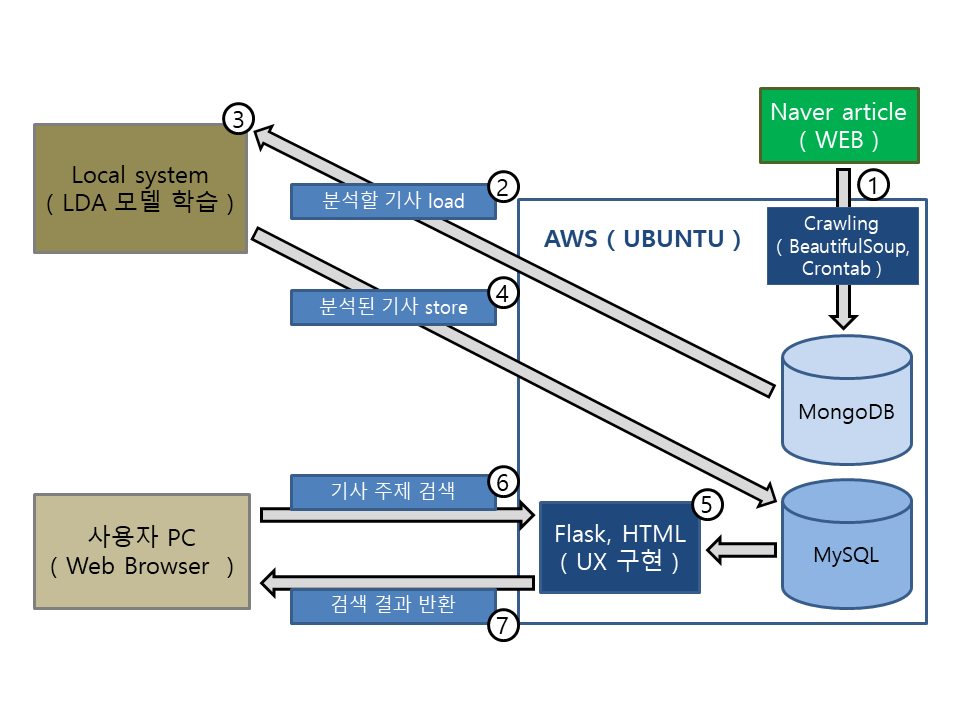 Naver article
( WEB )
1
Crawling
( BeautifulSoup,
Crontab )
3
Local system
( LDA 모델 학습 )
2
분석할 기사 load
AWS ( UBUNTU )
4
분석된 기사 store
MongoDB
6
기사 주제 검색
5
사용자 PC
( Web Browser )
Flask, HTML
( UX 구현 )
MySQL
검색 결과 반환
7